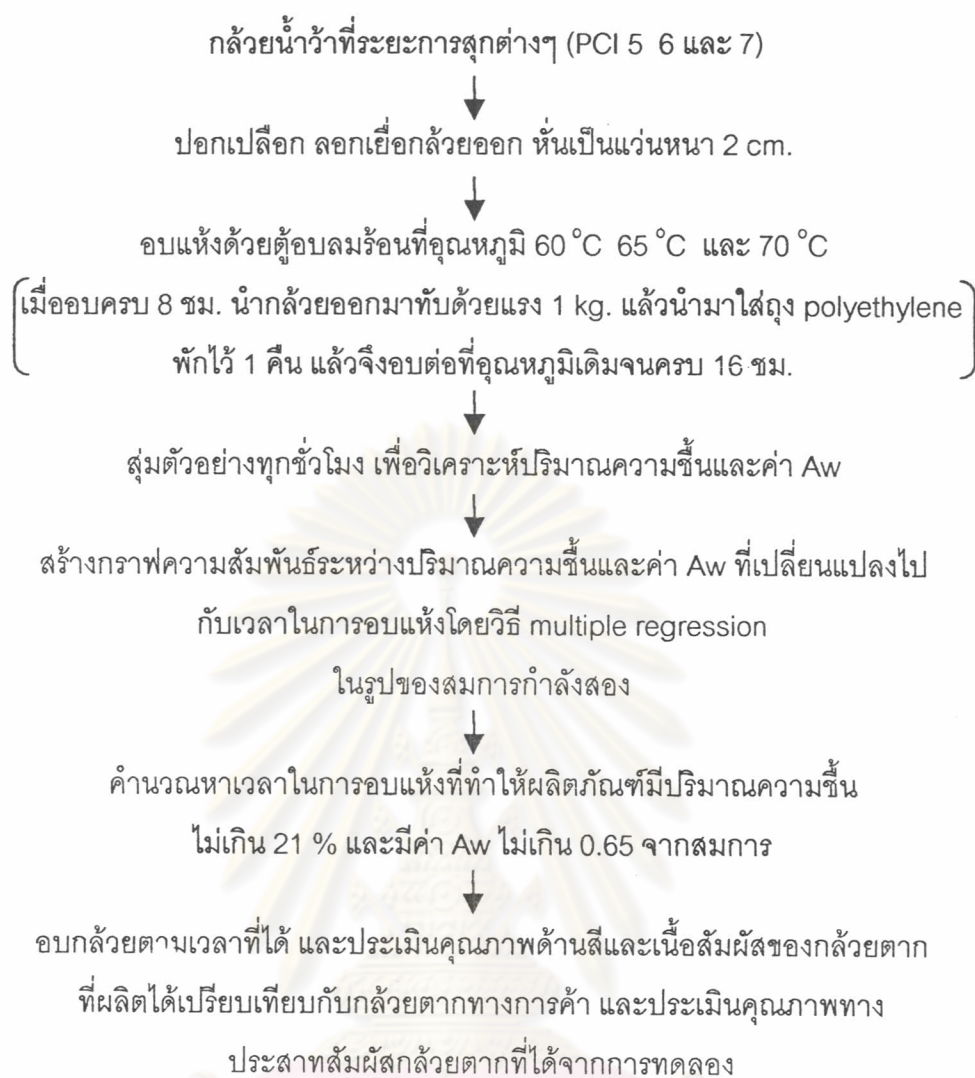 กล้วยน้ำว้าที่ระยะการสุกต่างๆ (PCI 5 6 และ 7)
ปอกเปลือก ลอกเยื่อกล้วยออก หั่นเป็นแว่นหนา 2 cm.
อบแห้งด้วยตู้อบลมร้อนที่อุณหภูมิ 60 °C 65 °C และ 70 °C
เมื่ออบครบ 8 ชม. นำกล้วยออกมาทับด้วยแรง 1 kg. แล้วนำมาใส่ถุง polyethylene
พักไว้ 1 คืน แล้วจึงอบต่อที่อุณหภูมิเดิมจนครบ 16 ชม.
สุ่มตัวอย่างทุกชั่วโมง เพื่อวิเคราะห์ปริมาณความชื้นและค่า Aw
สร้างกราฟความสัมพันธ์ระหว่างปริมาณความชื้นและค่า Aw ที่เปลี่ยนแปลงไป
กับเวลาในการอบแห้งโดยวิธี multiple regression
ในรูปของสมการกำลังสอง
คำนวณหาเวลาในการอบแห้งที่ทำให้ผลิตภัณฑ์มีปริมาณความชื้น
ไม่เกิน 21 % และมีค่า Aw ไม่เกิน 0.65 จากสมการ
อบกล้วยตามเวลาที่ได้ และประเมินคุณภาพด้านสีและเนื้อสัมผัสของกล้วยตาก
ที่ผลิตได้เปรียบเทียบกับกล้วยตากทางการค้า และประเมินคุณภาพทาง
ประสาทสัมผัสกล้วยตากที่ได้จากการทดลอง